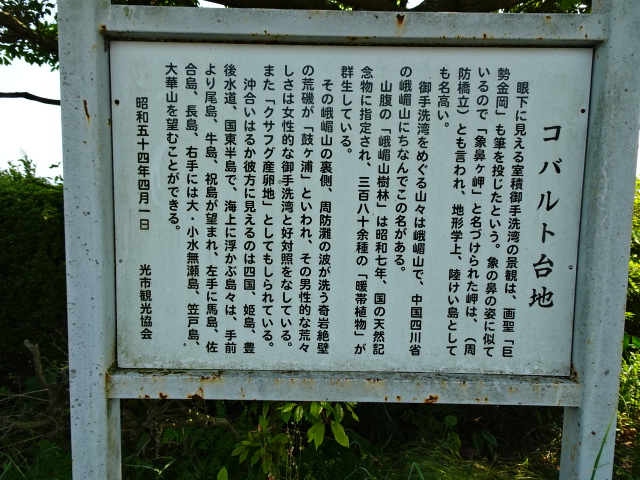 コバルト台地
眼下に見える室積御手洗湾の景観は、画聖「巨
勢金岡」も筆を投じたという。象の鼻の姿に似て
いるので「象鼻ヶ岬」と名づけられた岬は、（周
防橋立）とも言われ、地形学上、陸けい島として
も名高い。
御手洗湾をめぐる山々は峨嵋山で、中国四川省
の峨嵋山にちなんでこの名がある。
山腹の「峨嵋山樹林」は昭和七年、国の天然記
念物に指定され、三百八十余種の「暖帯植物」が
群生している。
その峨嵋山の裏側、周防灘の波が洗う奇岩絶壁
の荒磯が「鼓ヶ浦」といわれ、その男性的な荒々
しさは女性的な御手洗湾と好対照をなしている。
また「クサフグ産卵地」としてもしられている。
沖合いはるか彼方に見えるのは四国、姫島、豊
後水道、国東半島で、海上に浮かぶ島々は、手前
より尾島、牛島、祝島が望まれ、左手に馬島、佐
合島、長島、右手には大・小水無瀬島、笠戸島、
大華山を望むことができる。
昭和五十四年四月一日 光市観光協会